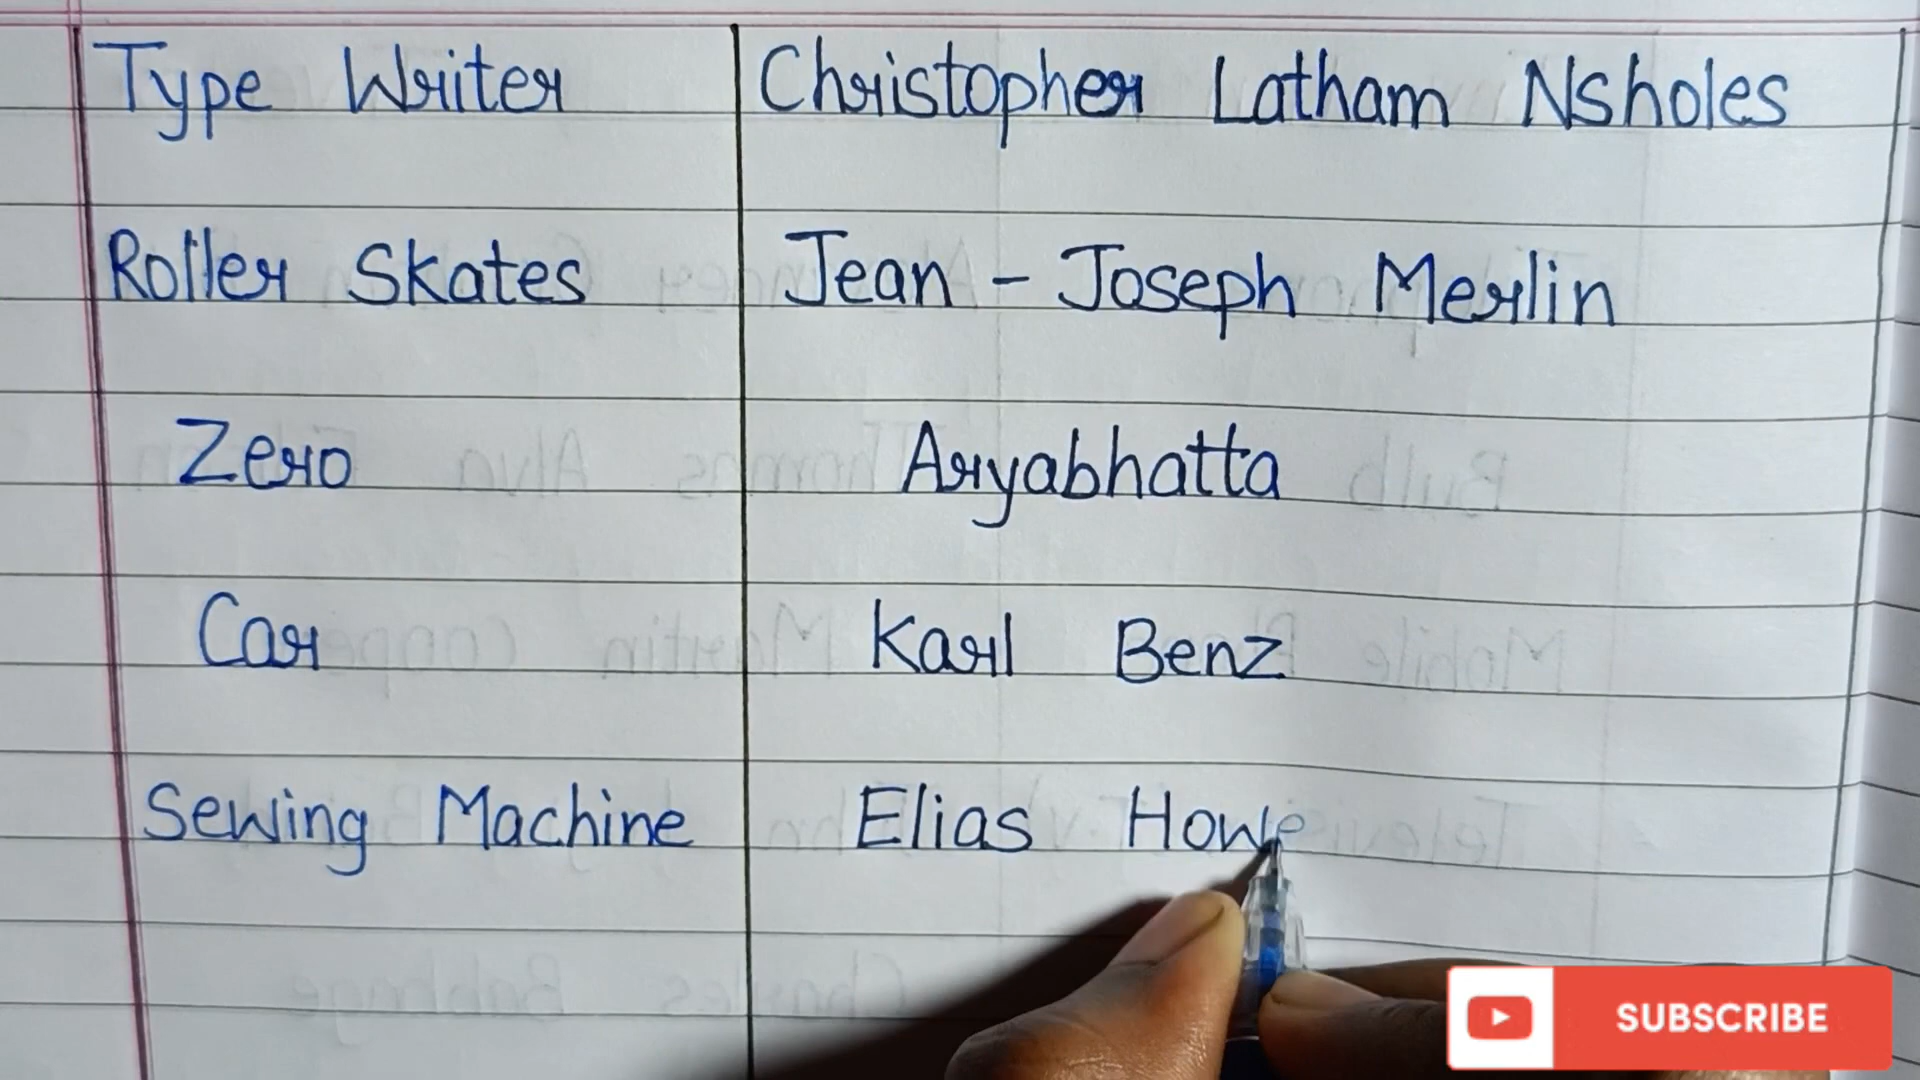 Type Writer Christopher Latham Nsholes
Roller Skates Jean - Joseph Merlin
Zero Aryabhatta
Car Karl Benz
Sewing Machine Elias Howe
SUBSCRIBE